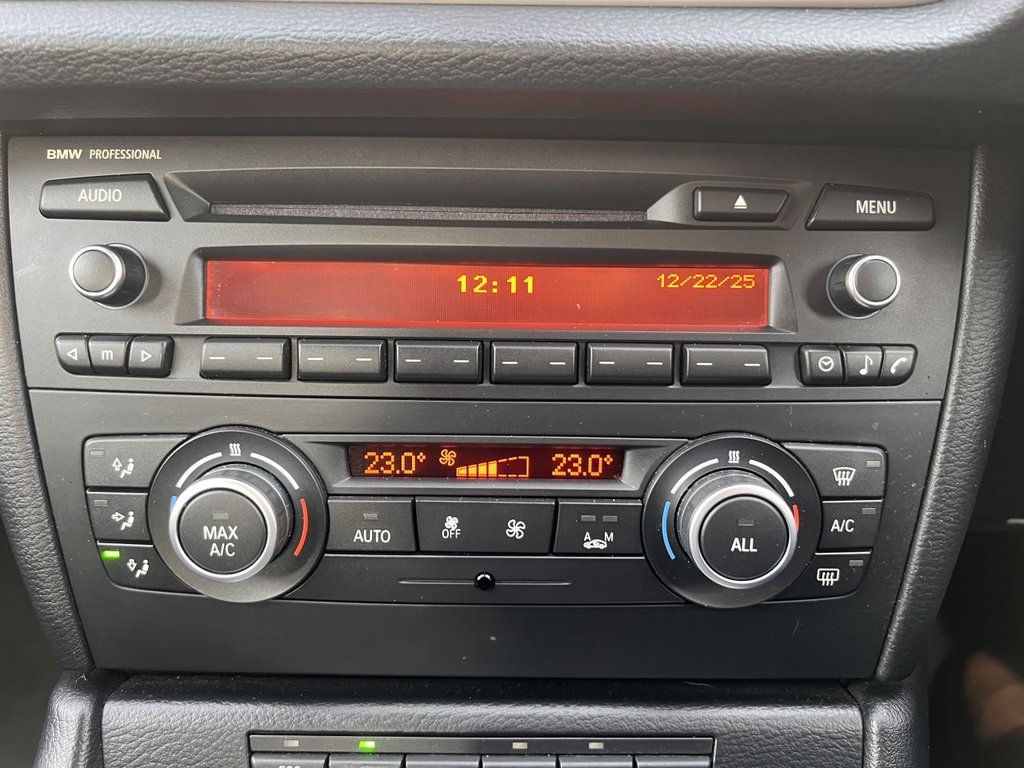 BMW PROFESSIONAL
AUDIO
MENU
12:11 12/22/25
m
23.0° 23.0°
MAX
A/C
AUTO
OFF
A M
ALL
A/C